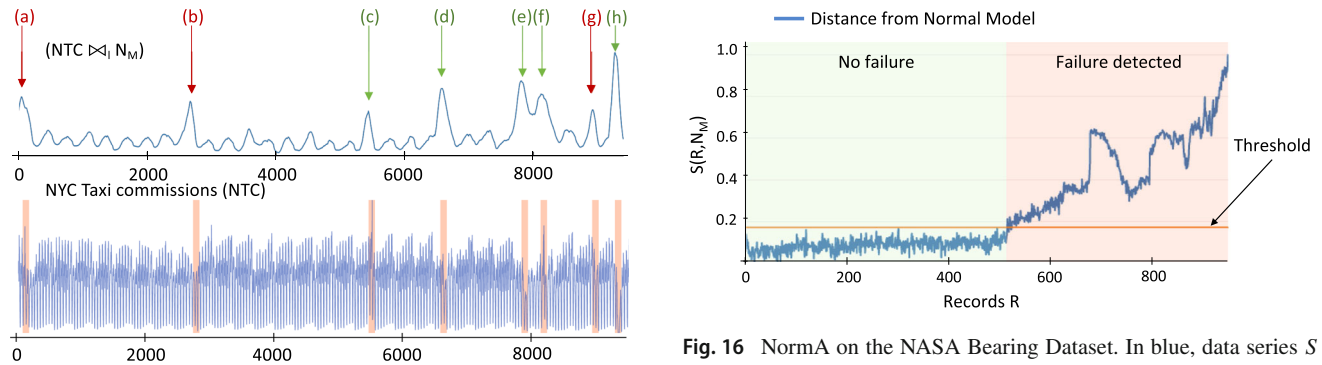 (a) (b) (c) (d) (e) (f) (g) (h)
(NTC ⋈I NM)
0 2000 4000 6000 8000
NYC Taxi commissions (NTC)
0 2000 4000 6000 8000
Distance from Normal Model
No failure Failure detected
1.0
0.8
0.6
0.4
0.2
S(R,NM)
Threshold
0 200 400 600 800
Records R
Fig. 16 NormA on the NASA Bearing Dataset. In blue, data series S